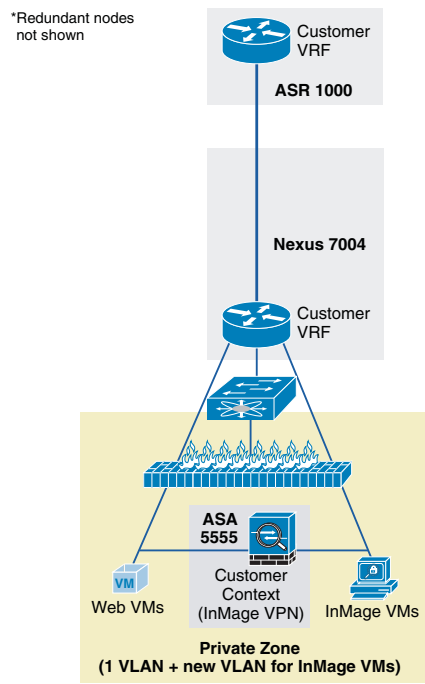 *Redundant nodes
not shown
Customer
VRF
ASR 1000
Nexus 7004
Customer
VRF
ASA
5555
Customer
Context
(InMage VPN)
VM
Web VMs
InMage VMs
Private Zone
(1 VLAN + new VLAN for InMage VMs)